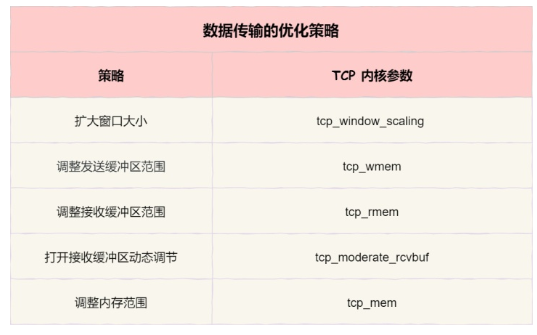 数据传输的优化策略
策略 TCP 内核参数
扩大窗口大小 tcp_window_scaling
调整发送缓冲区范围 tcp_wmem
调整接收缓冲区范围 tcp_rmem
打开接收缓冲区动态调节 tcp_moderate_rcvbuf
调整内存范围 tcp_mem